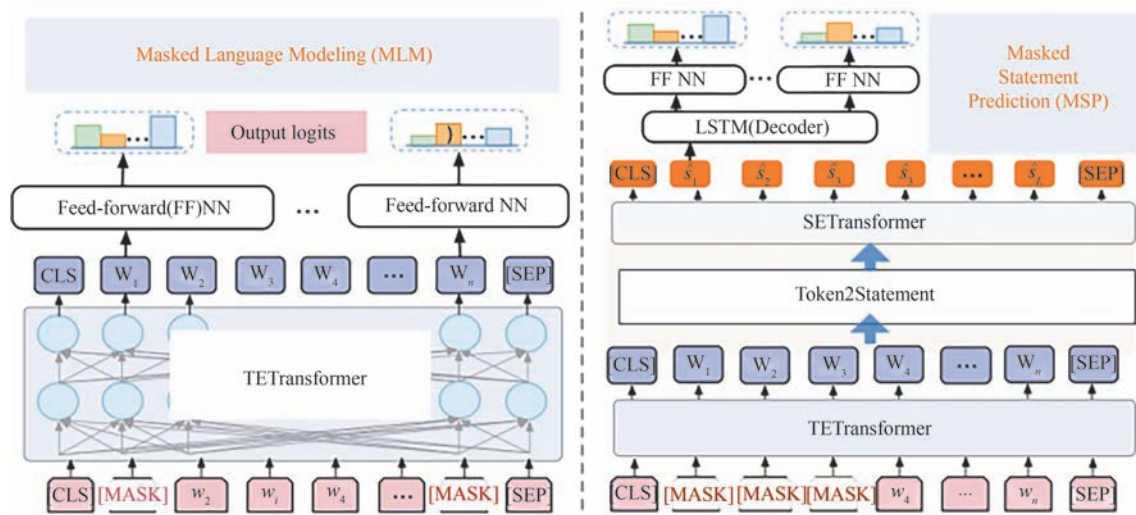 Masked Language Modeling (MLM)
Output logits
)
Feed-forward(FF)NN ... Feed-forward NN
CLS W₁ W₂ W₃ W₄ ... Wₙ [SEP]
TETransformer
[CLS] [MASK] w₂ wᵢ w₄ ... [MASK] [SEP]
Masked
Statement
Prediction (MSP)
FF NN ... FF NN
LSTM(Decoder)
[CLS] ŝ₁ ŝ₂ ŝ₃ ŝ₃ ... ŝ_L [SEP]
SETransformer
Token2Statement
[CLS] W₁ W₂ W₃ W₄ ... Wₙ [SEP]
TETransformer
[CLS] [MASK] [MASK] [MASK] w₄ ... wₙ [SEP]